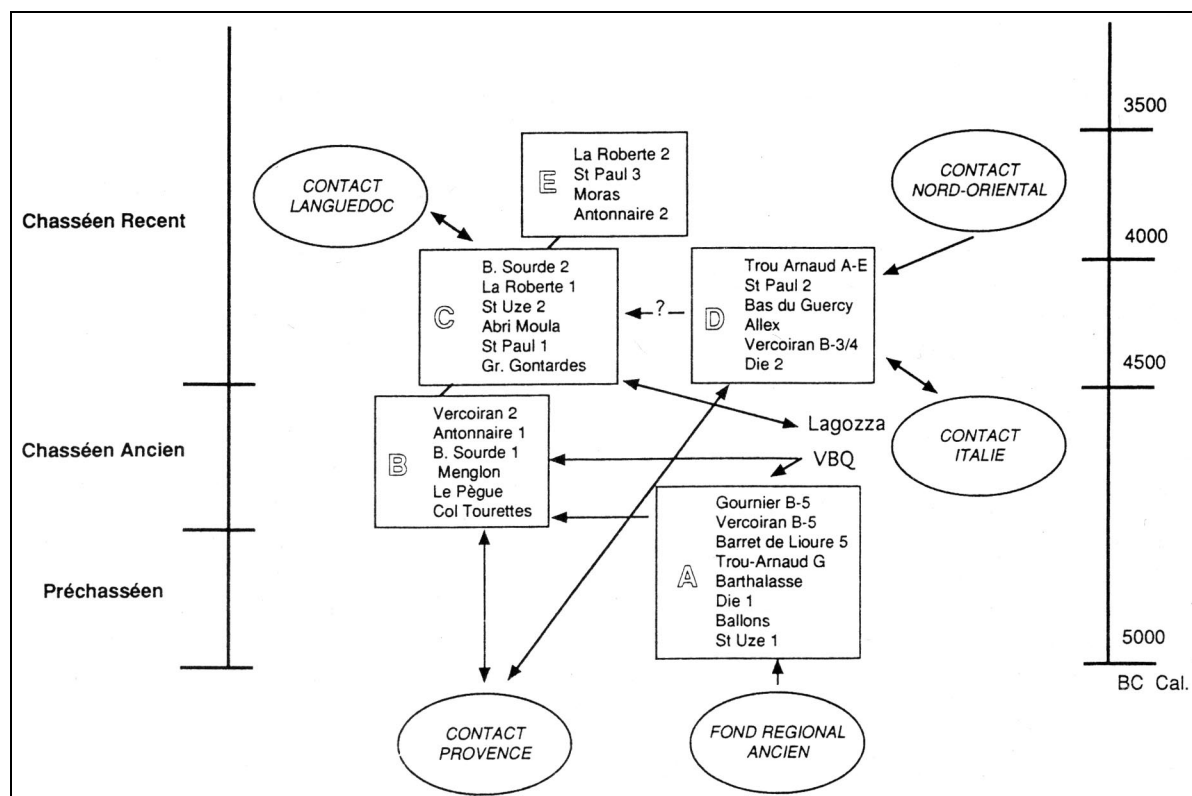 3500
CONTACT
LANGUEDOC
E
La Roberte 2
St Paul 3
Moras
Antonnaire 2
CONTACT
NORD-ORIENTAL
Chasséen Recent
4000
C
B. Sourde 2
La Roberte 1
St Uze 2
Abri Moula
St Paul 1
Gr. Gontardes
?
D
Trou Arnaud A-E
St Paul 2
Bas du Guercy
Allex
Vercoiran B-3/4
Die 2
4500
Chasséen Ancien
B
Vercoiran 2
Antonnaire 1
B. Sourde 1
Menglon
Le Pègue
Col Tourettes
Lagozza
VBQ
CONTACT
ITALIE
Préchasséen
A
Gournier B-5
Vercoiran B-5
Barret de Lioure 5
Trou-Arnaud G
Barthalasse
Die 1
Ballons
St Uze 1
5000
BC Cal.
CONTACT
PROVENCE
FOND REGIONAL
ANCIEN